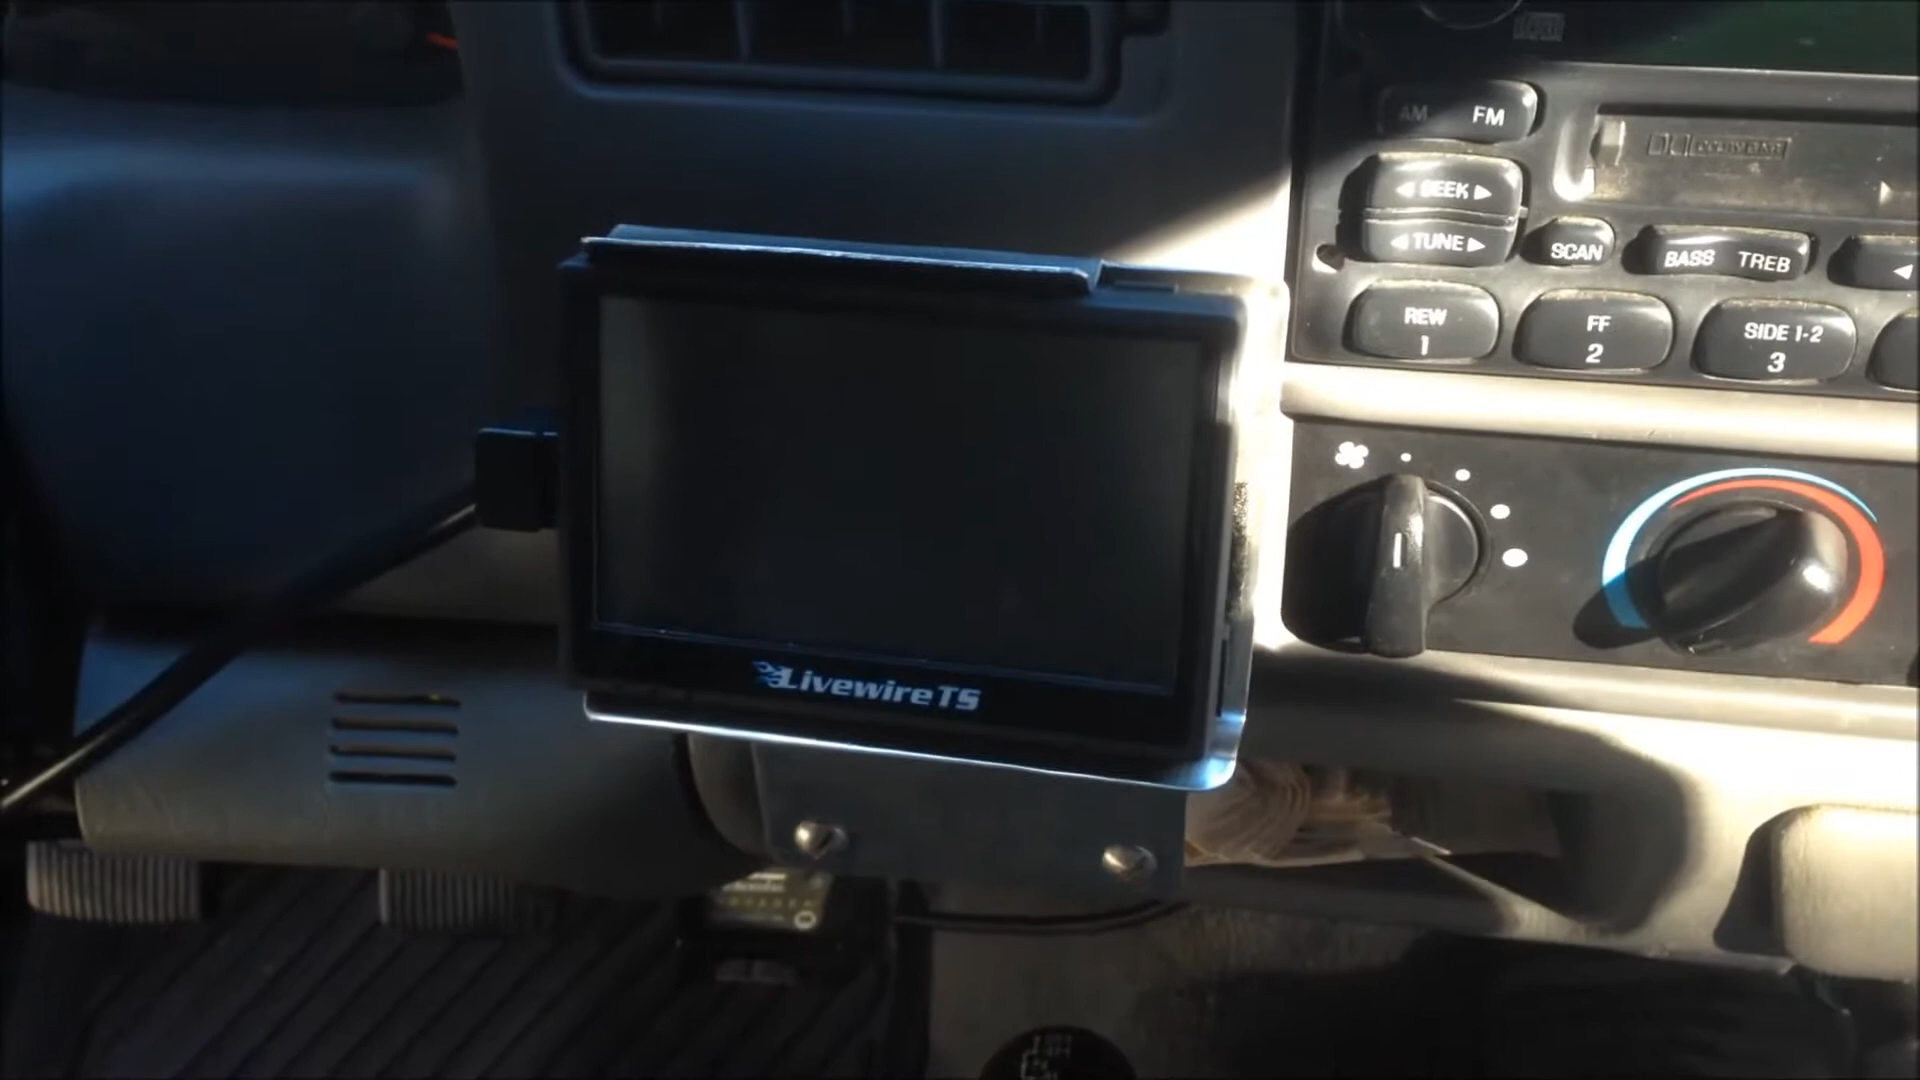 AM FM
SEEK
TUNE
SCAN
BASS TREB
REW
1
FF
2
SIDE 1-2
3
LivewireTS